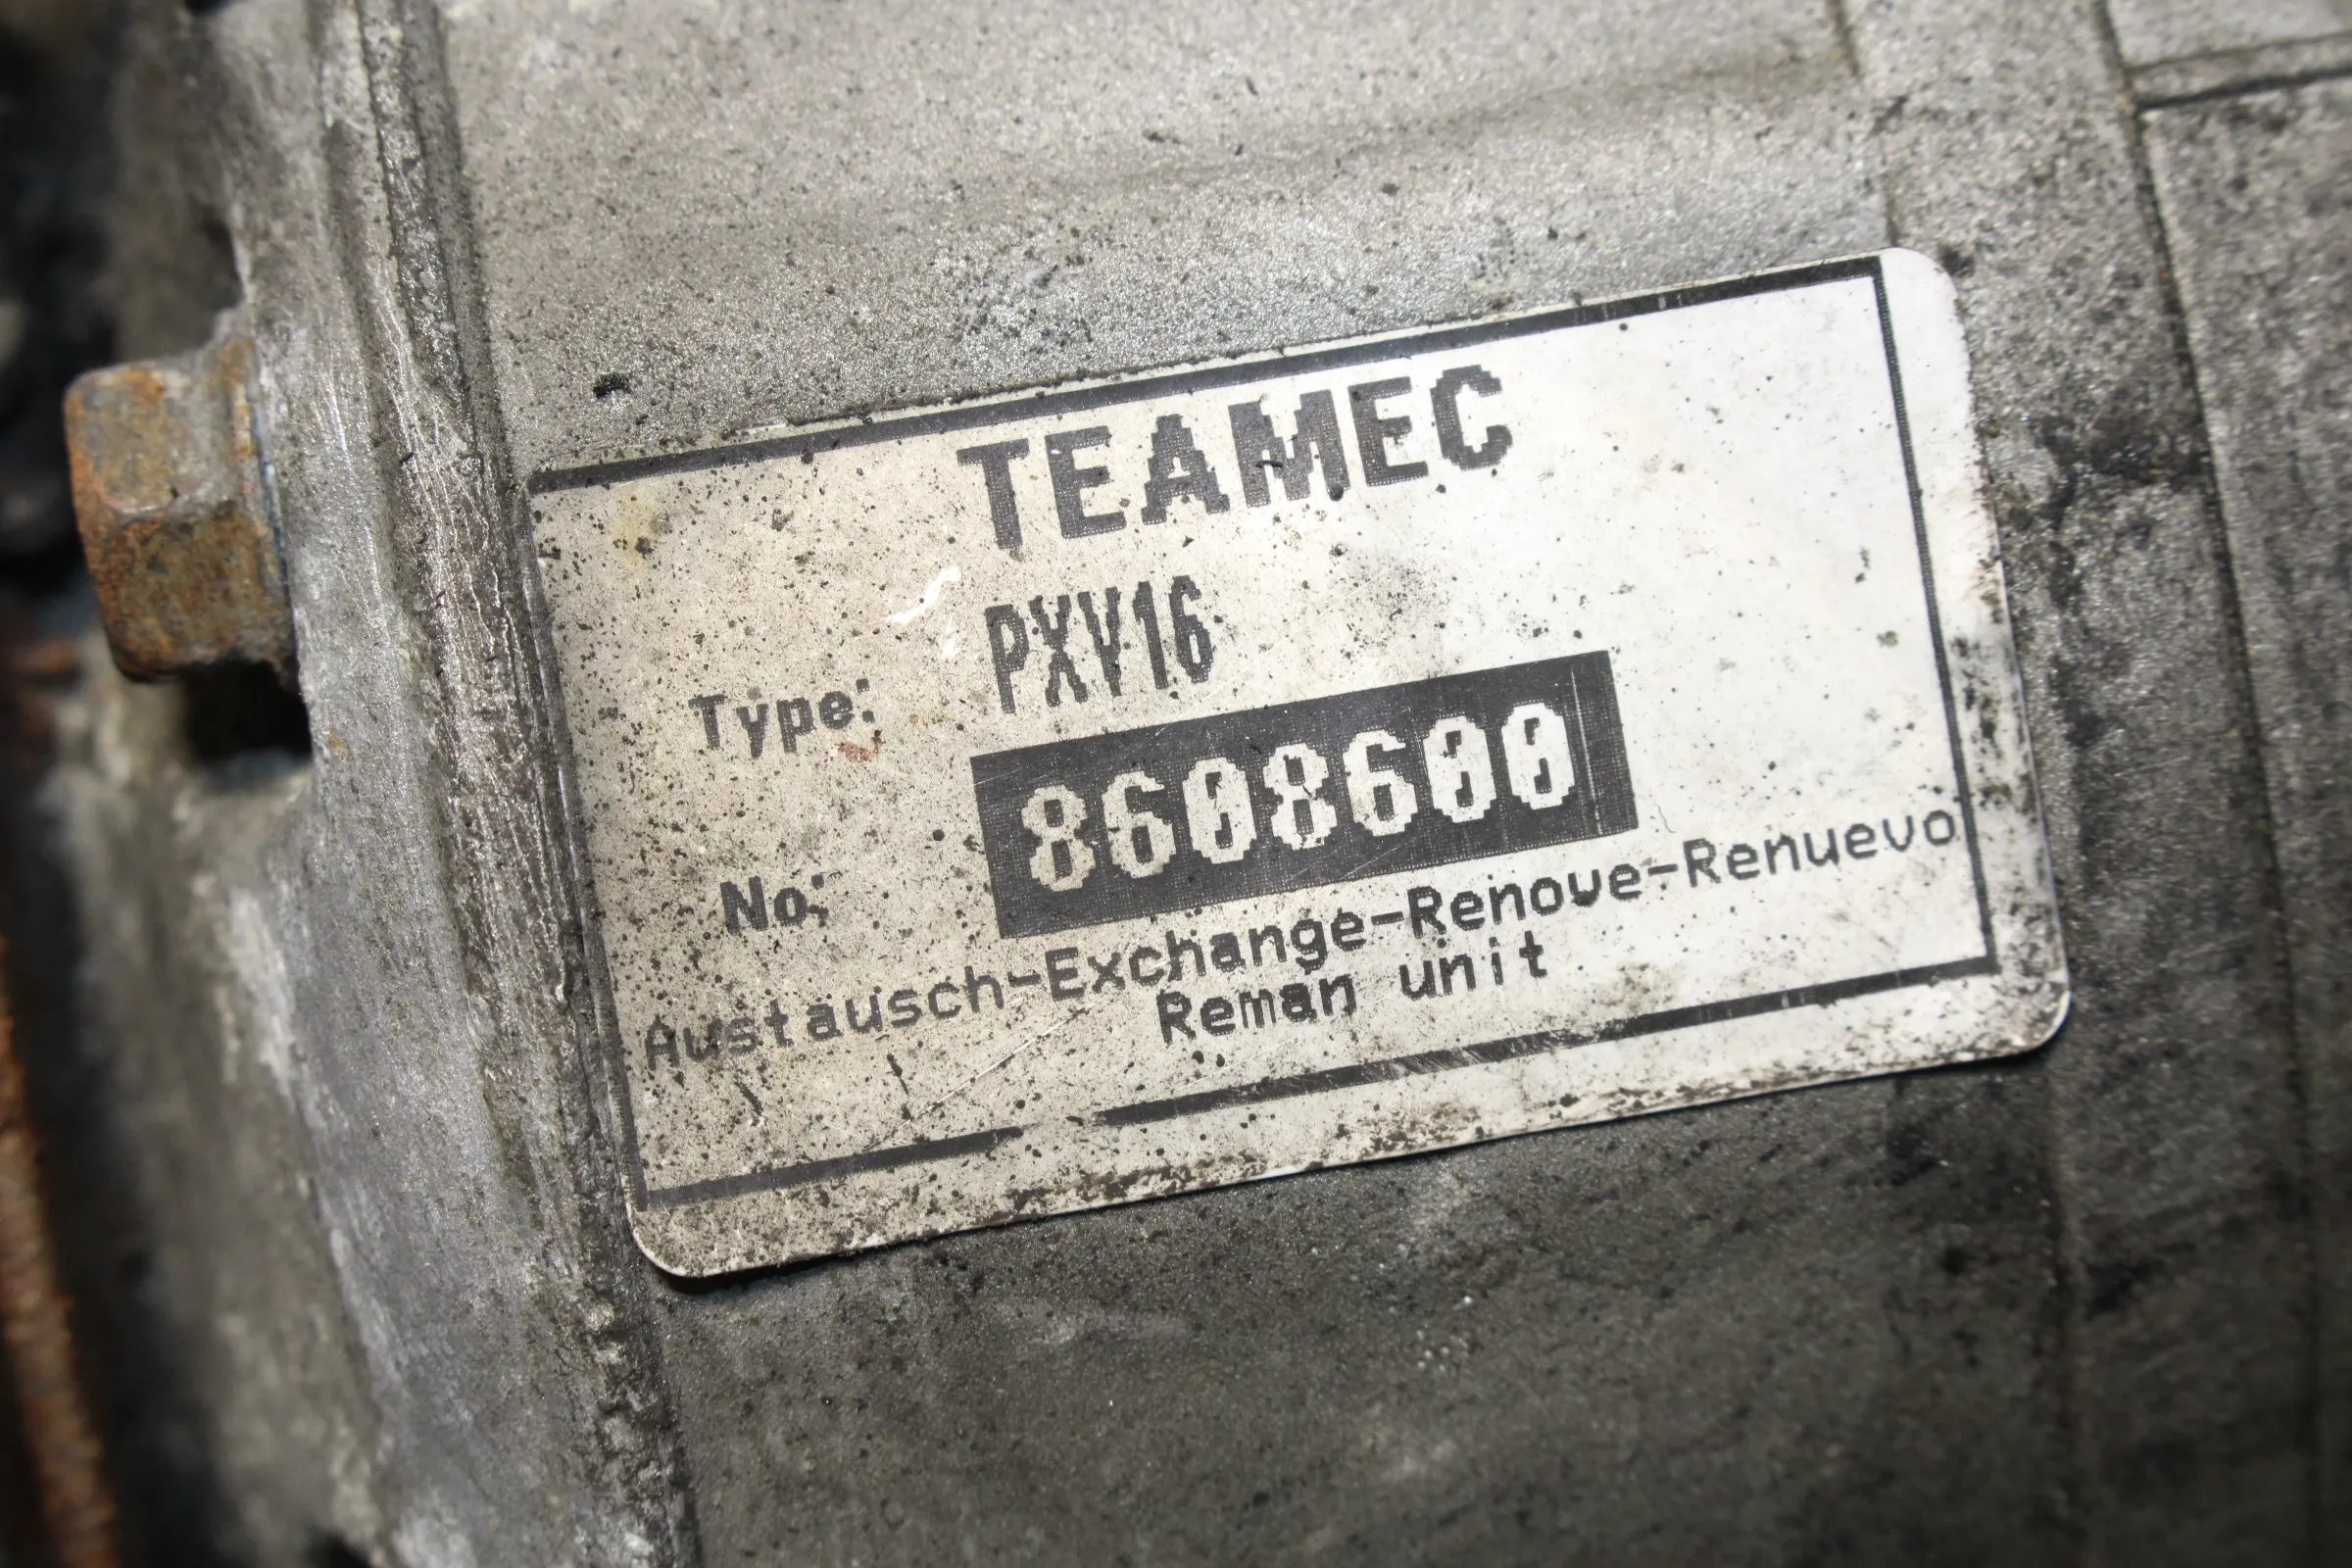 TEAMEC
Type: PXV16
No: 8608600
Austausch-Exchange-Renove-Renuevo
Reman unit